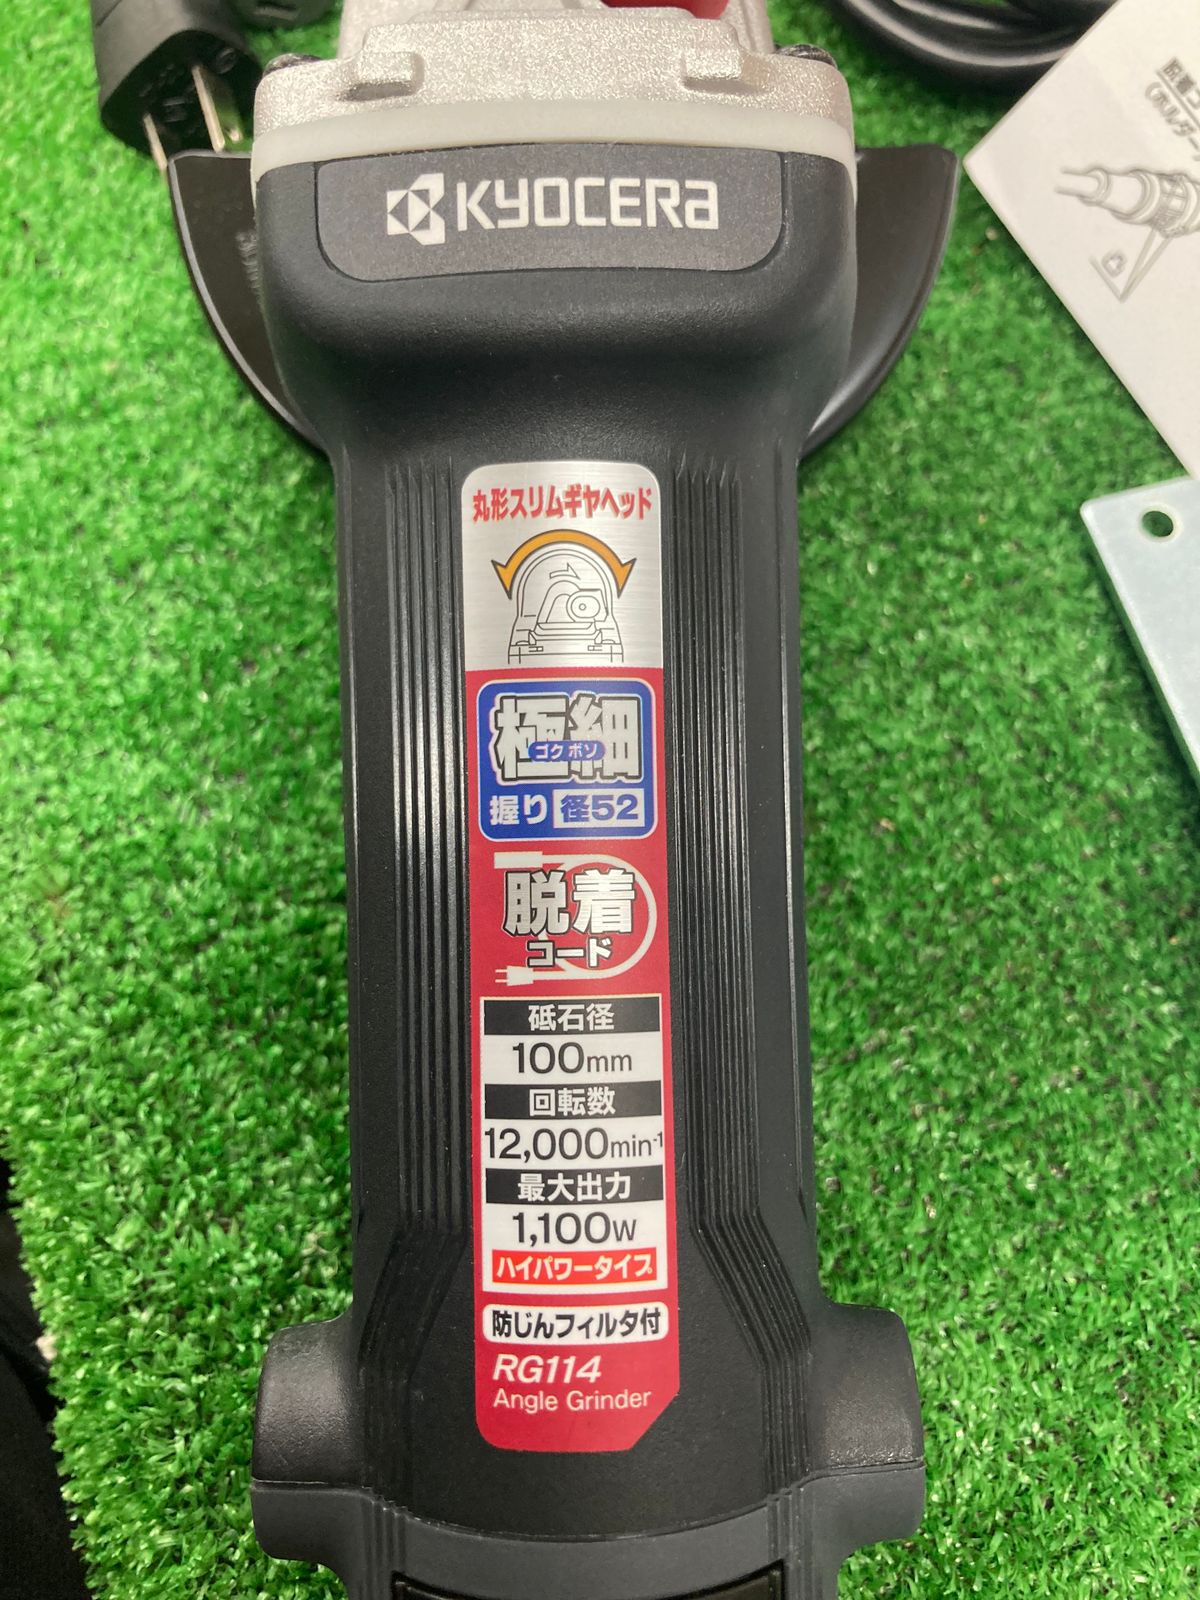 KYOCERA
丸形スリムギヤヘッド
極細
ゴクボソ
握り 径52
脱着
コード
砥石径
100mm
回転数
12,000min-1
最大出力
1,100W
ハイパワータイプ
防じんフィルタ付
RG114
Angle Grinder